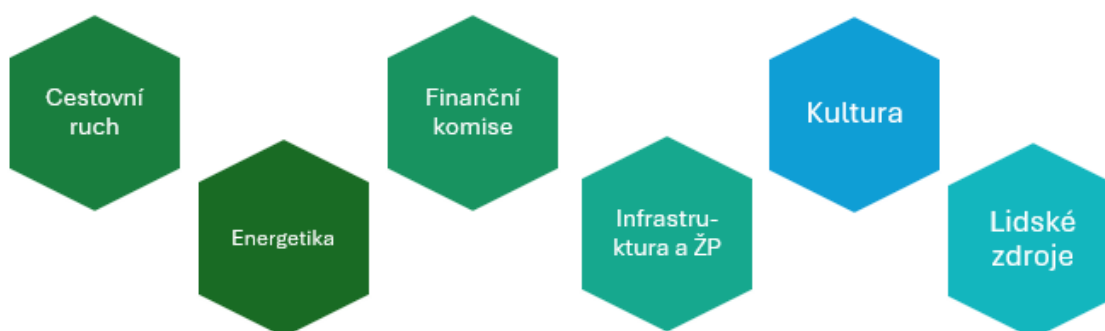 Cestovní
ruch
Energetika
Finanční
komise
Infrastru-
ktura a ŽP
Kultura
Lidské
zdroje